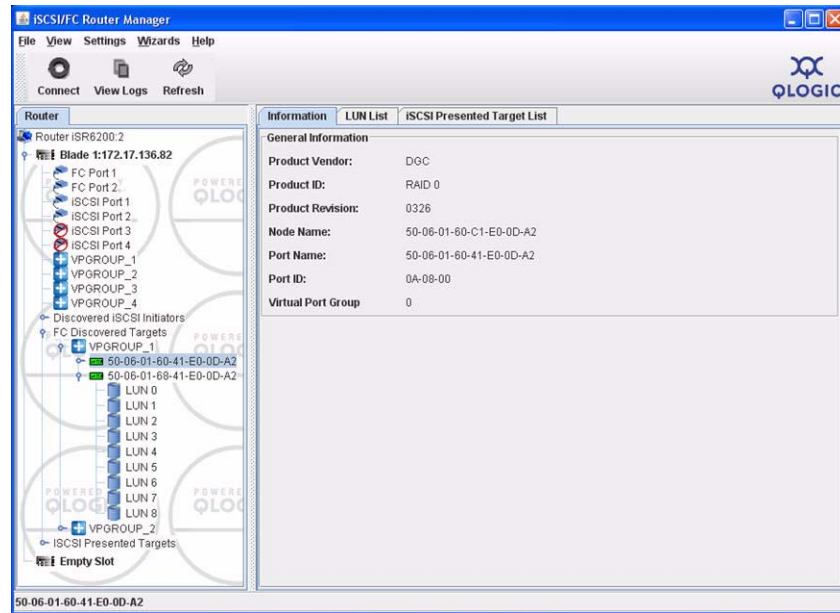 iSCSI/FC Router Manager
File View Settings Wizards Help
Connect View Logs Refresh
QLOGIC
Router
Router iSR6200:2
Blade 1:172.17.136.82
FC Port 1
FC Port 2
iSCSI Port 1
iSCSI Port 2
iSCSI Port 3
iSCSI Port 4
VPGROUP_1
VPGROUP_2
VPGROUP_3
VPGROUP_4
Discovered iSCSI Initiators
FC Discovered Targets
VPGROUP_1
50-06-01-60-41-E0-0D-A2
50-06-01-68-41-E0-0D-A2
LUN 0
LUN 1
LUN 2
LUN 3
LUN 4
LUN 5
LUN 6
LUN 7
LUN 8
VPGROUP_2
iSCSI Presented Targets
Empty Slot
Information LUN List iSCSI Presented Target List
General Information
Product Vendor: DGC
Product ID: RAID 0
Product Revision: 0326
Node Name: 50-06-01-60-C1-E0-0D-A2
Port Name: 50-06-01-60-41-E0-0D-A2
Port ID: 0A-08-00
Virtual Port Group 0
50-06-01-60-41-E0-0D-A2